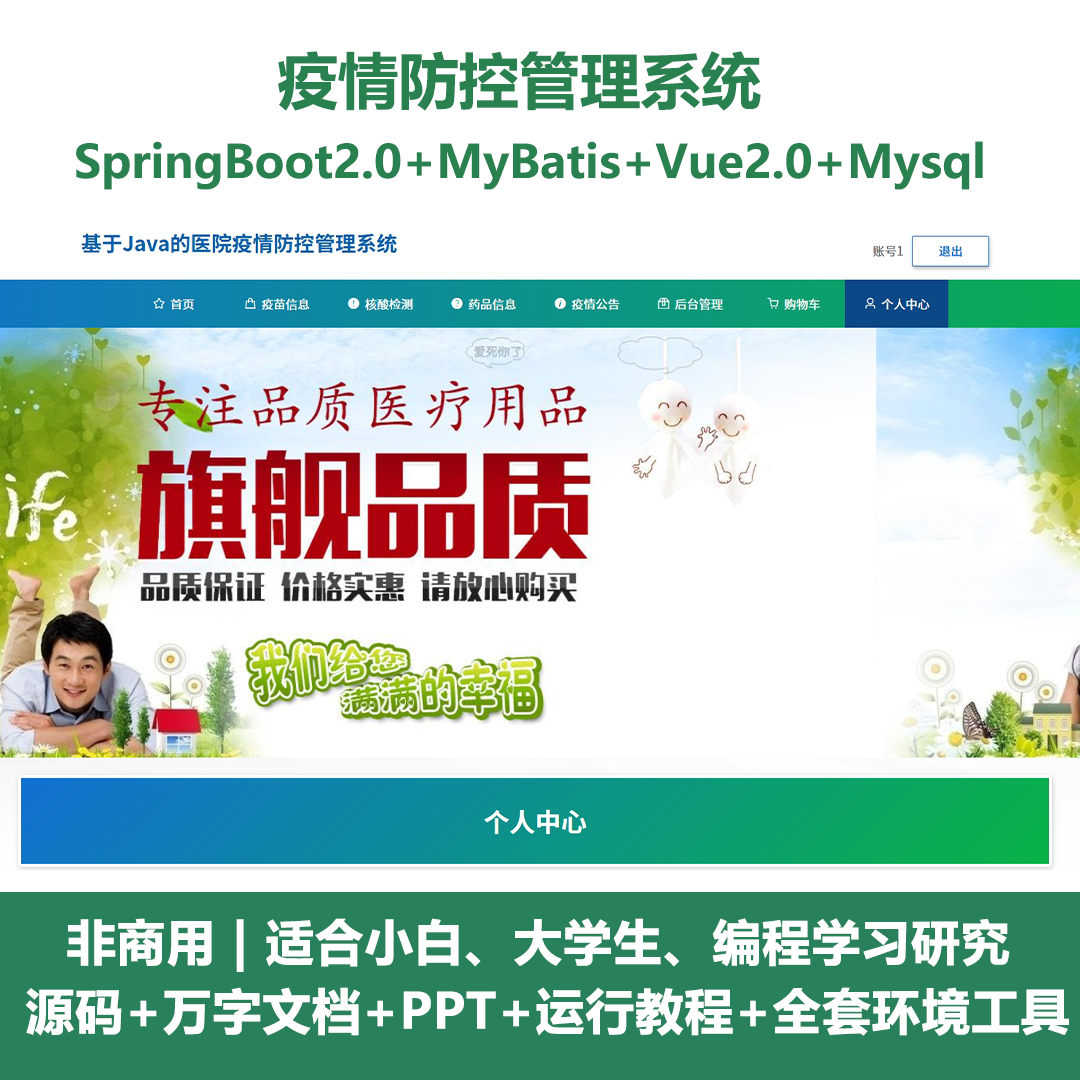 疫情防控管理系统
SpringBoot2.0+MyBatis+Vue2.0+Mysql
基于Java的医院疫情防控管理系统
账号1 退出
首页 疫苗信息 核酸检测 药品信息 疫情公告 后台管理 购物车 个人中心
爱死你了
专注品质医疗用品
旗舰品质
ife
品质保证 价格实惠 请放心购买
我们给您
满满的幸福
个人中心
非商用 | 适合小白、大学生、编程学习研究
源码+万字文档+PPT+运行教程+全套环境工具